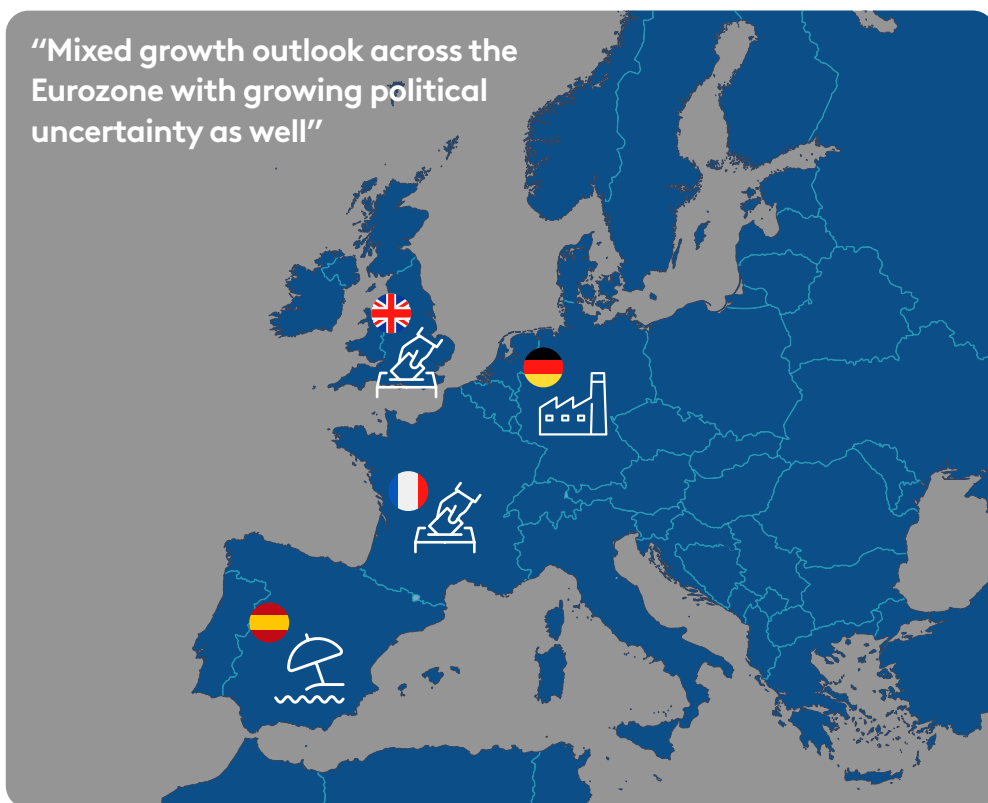 “Mixed growth outlook across the
Eurozone with growing political
uncertainty as well”